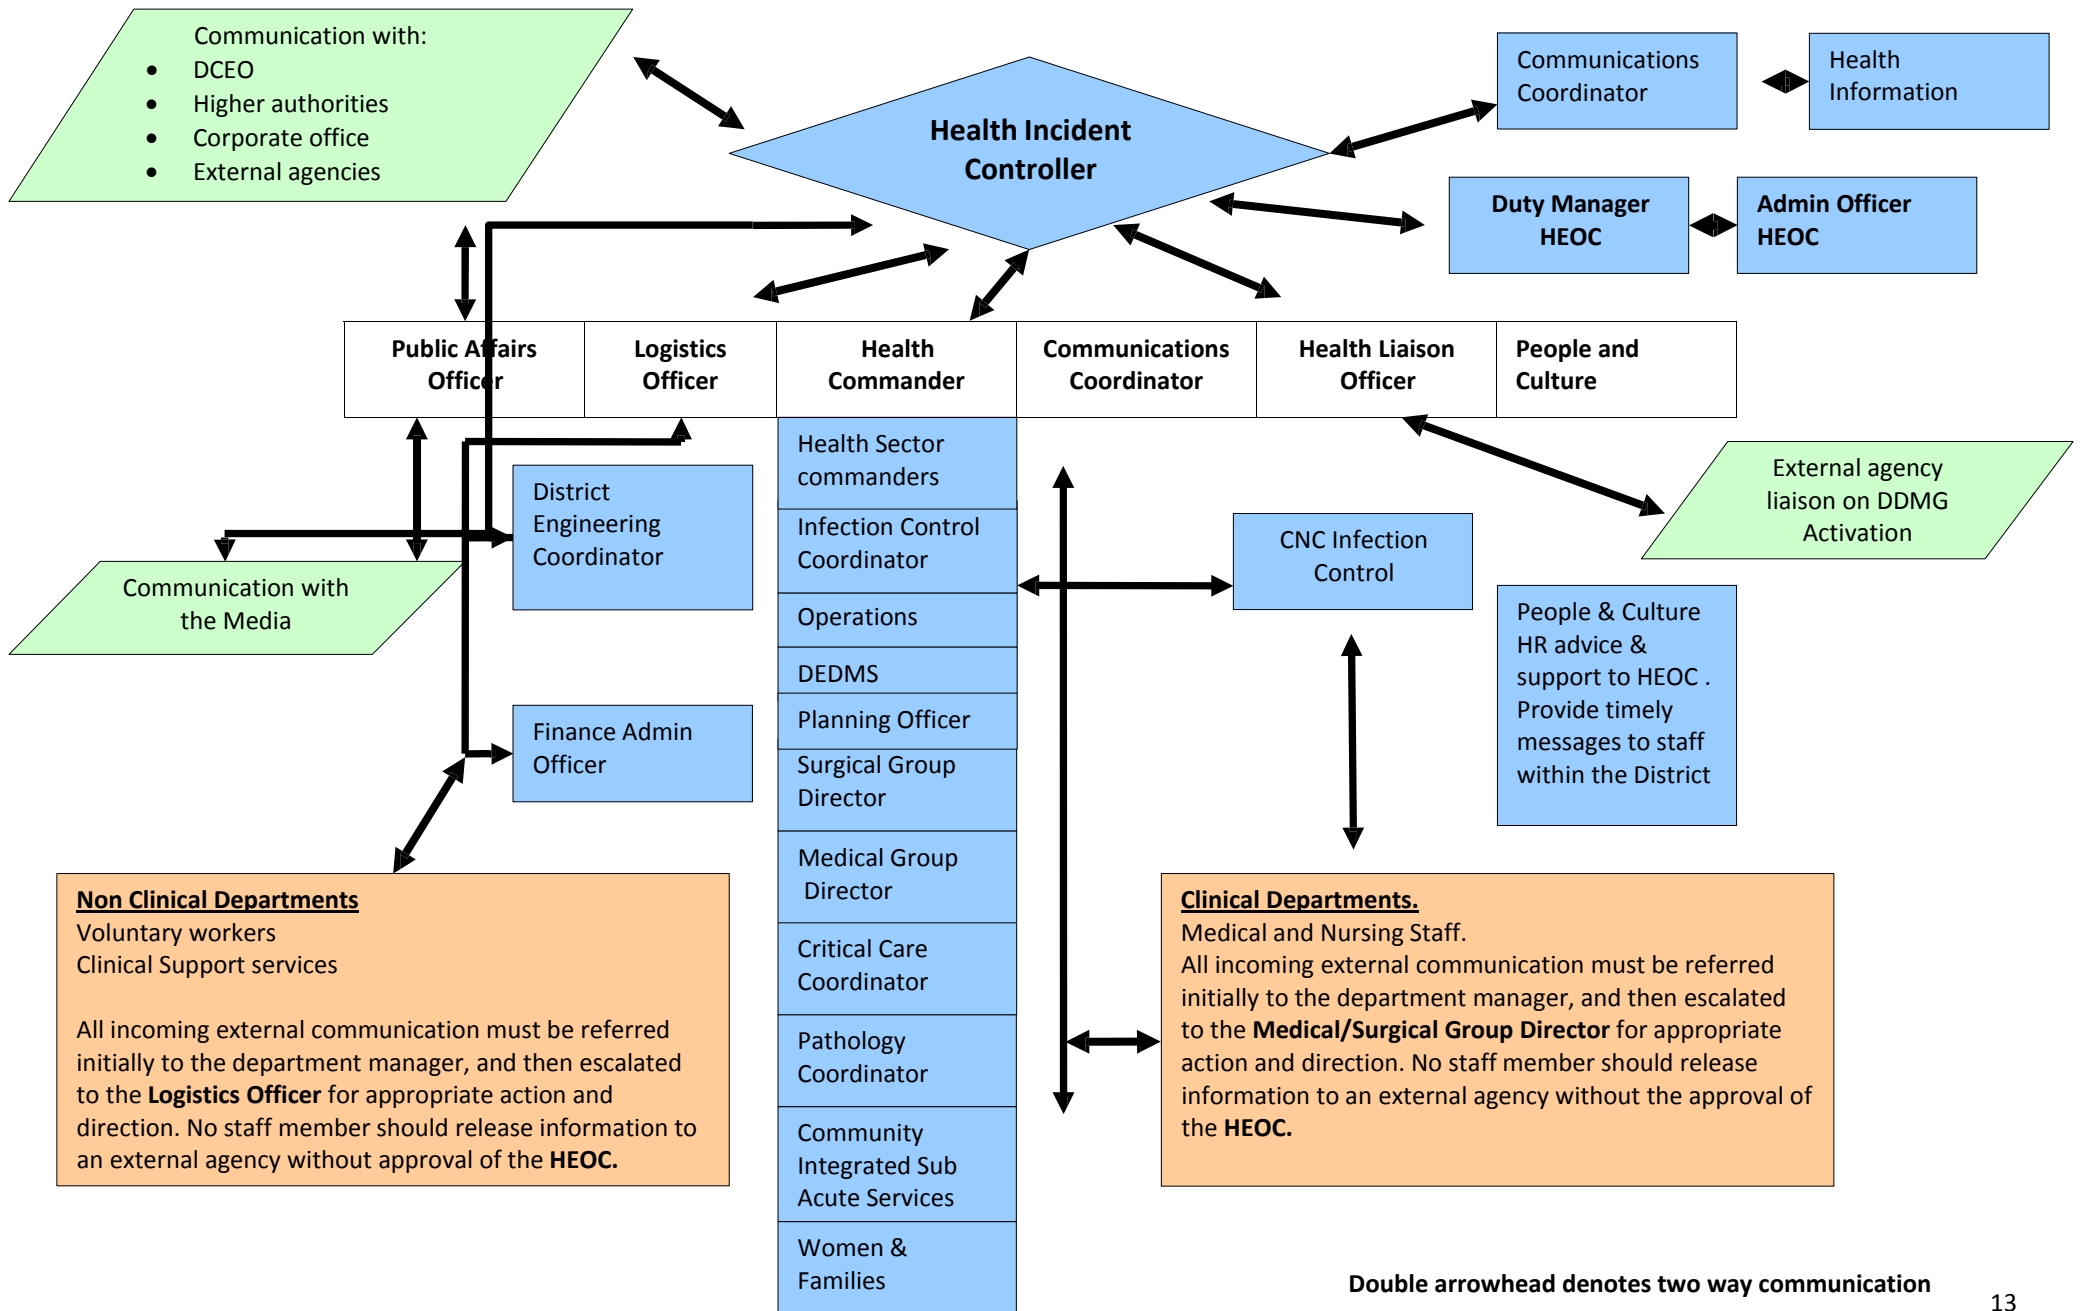 Communication with:
• DCEO
• Higher authorities
• Corporate office
• External agencies
Health Incident
Controller
Communications
Coordinator
Health
Information
Duty Manager
HEOC
Admin Officer
HEOC
Public Affairs
Officer
Logistics
Officer
Health
Commander
Communications
Coordinator
Health Liaison
Officer
People and
Culture
Health Sector
commanders
Infection Control
Coordinator
Operations
DEDMS
Planning Officer
Surgical Group
Director
Medical Group
Director
Critical Care
Coordinator
Pathology
Coordinator
Community
Integrated Sub
Acute Services
Women &
Families
District
Engineering
Coordinator
Communication with
the Media
Finance Admin
Officer
CNC Infection
Control
External agency
liaison on DDMG
Activation
People & Culture
HR advice &
support to HEOC .
Provide timely
messages to staff
within the District
Non Clinical Departments
Voluntary workers
Clinical Support services
All incoming external communication must be referred
initially to the department manager, and then escalated
to the Logistics Officer for appropriate action and
direction. No staff member should release information to
an external agency without approval of the HEOC.
Clinical Departments.
Medical and Nursing Staff.
All incoming external communication must be referred
initially to the department manager, and then escalated
to the Medical/Surgical Group Director for appropriate
action and direction. No staff member should release
information to an external agency without the approval of
the HEOC.
Double arrowhead denotes two way communication
13